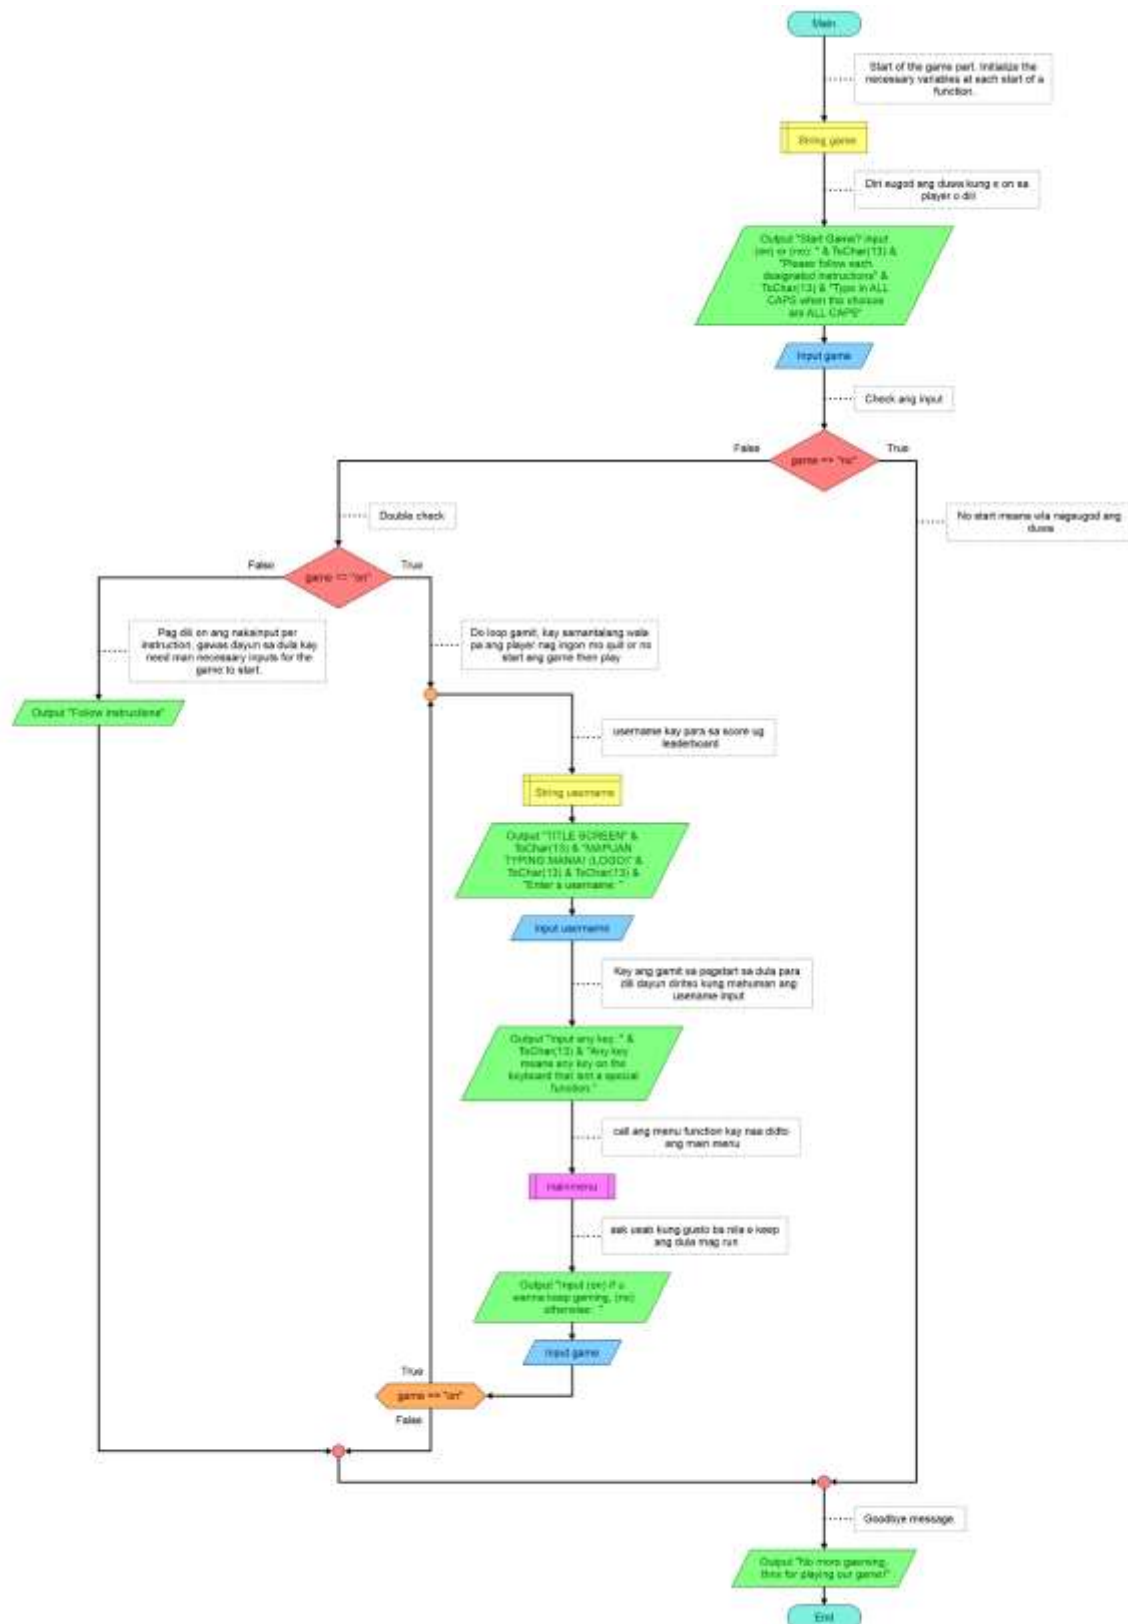 Main
Start of the game part. Initialize the
necessary variables at each start of a
function.
String game
Diri sugod ang duwa kung e on sa
player o dili
Output "Start Game? input
(on) or (no): " & ToChar(13) &
"Please follow each
designated instructions" &
ToChar(13) & "Type in ALL
CAPS when the choices
are ALL CAPS"
Input game
Check ang input
False
True
game == "no"
Double check
No start means wla nagsugod ang
duwa
False
True
game == "on"
Pag dili on ang nakainput per
instruction, gawas dayun sa dula kay
need man necessary inputs for the
game to start.
Do loop gamit, kay samantalang wala
pa ang player nag ingon mo quit or no
start ang game then play
Output "Follow instructions"
username kay para sa score ug
leaderboard
String username
Output "TITLE SCREEN" &
ToChar(13) & "MAPUAN
TYPING MANIA! (LOGO)" &
ToChar(13) & ToChar(13) &
"Enter a username: "
Input username
Key ang gamit sa pagstart sa dula para
dili dayun diritso kung mahuman ang
usename input
Output "Input any key: " &
ToChar(13) & "Any key
means any key on the
keyboard that isnt a special
function."
call ang menu function kay naa didto
ang main menu
mainmenu
ask usab kung gusto ba nila e keep
ang dula mag run
Output "Input (on) if u
wanna keep gaming, (no)
otherwise: "
Input game
True
game == "on"
False
Goodbye message
Output "No more gaming,
thnx for playing our game!"
End